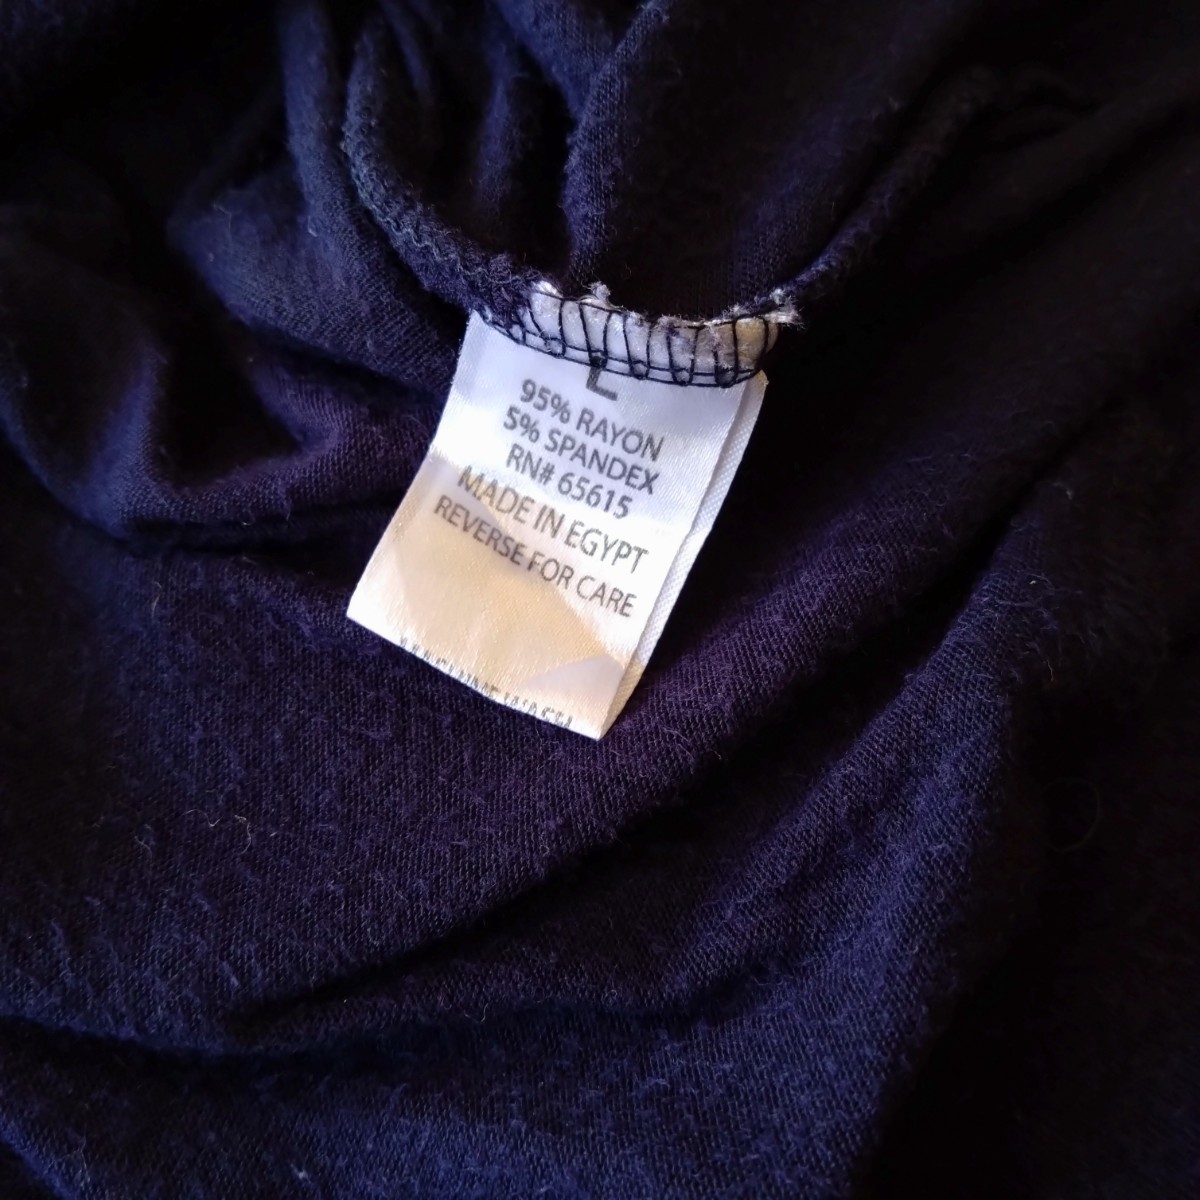 L
95% RAYON
5% SPANDEX
RN# 65615
MADE IN EGYPT
REVERSE FOR CARE